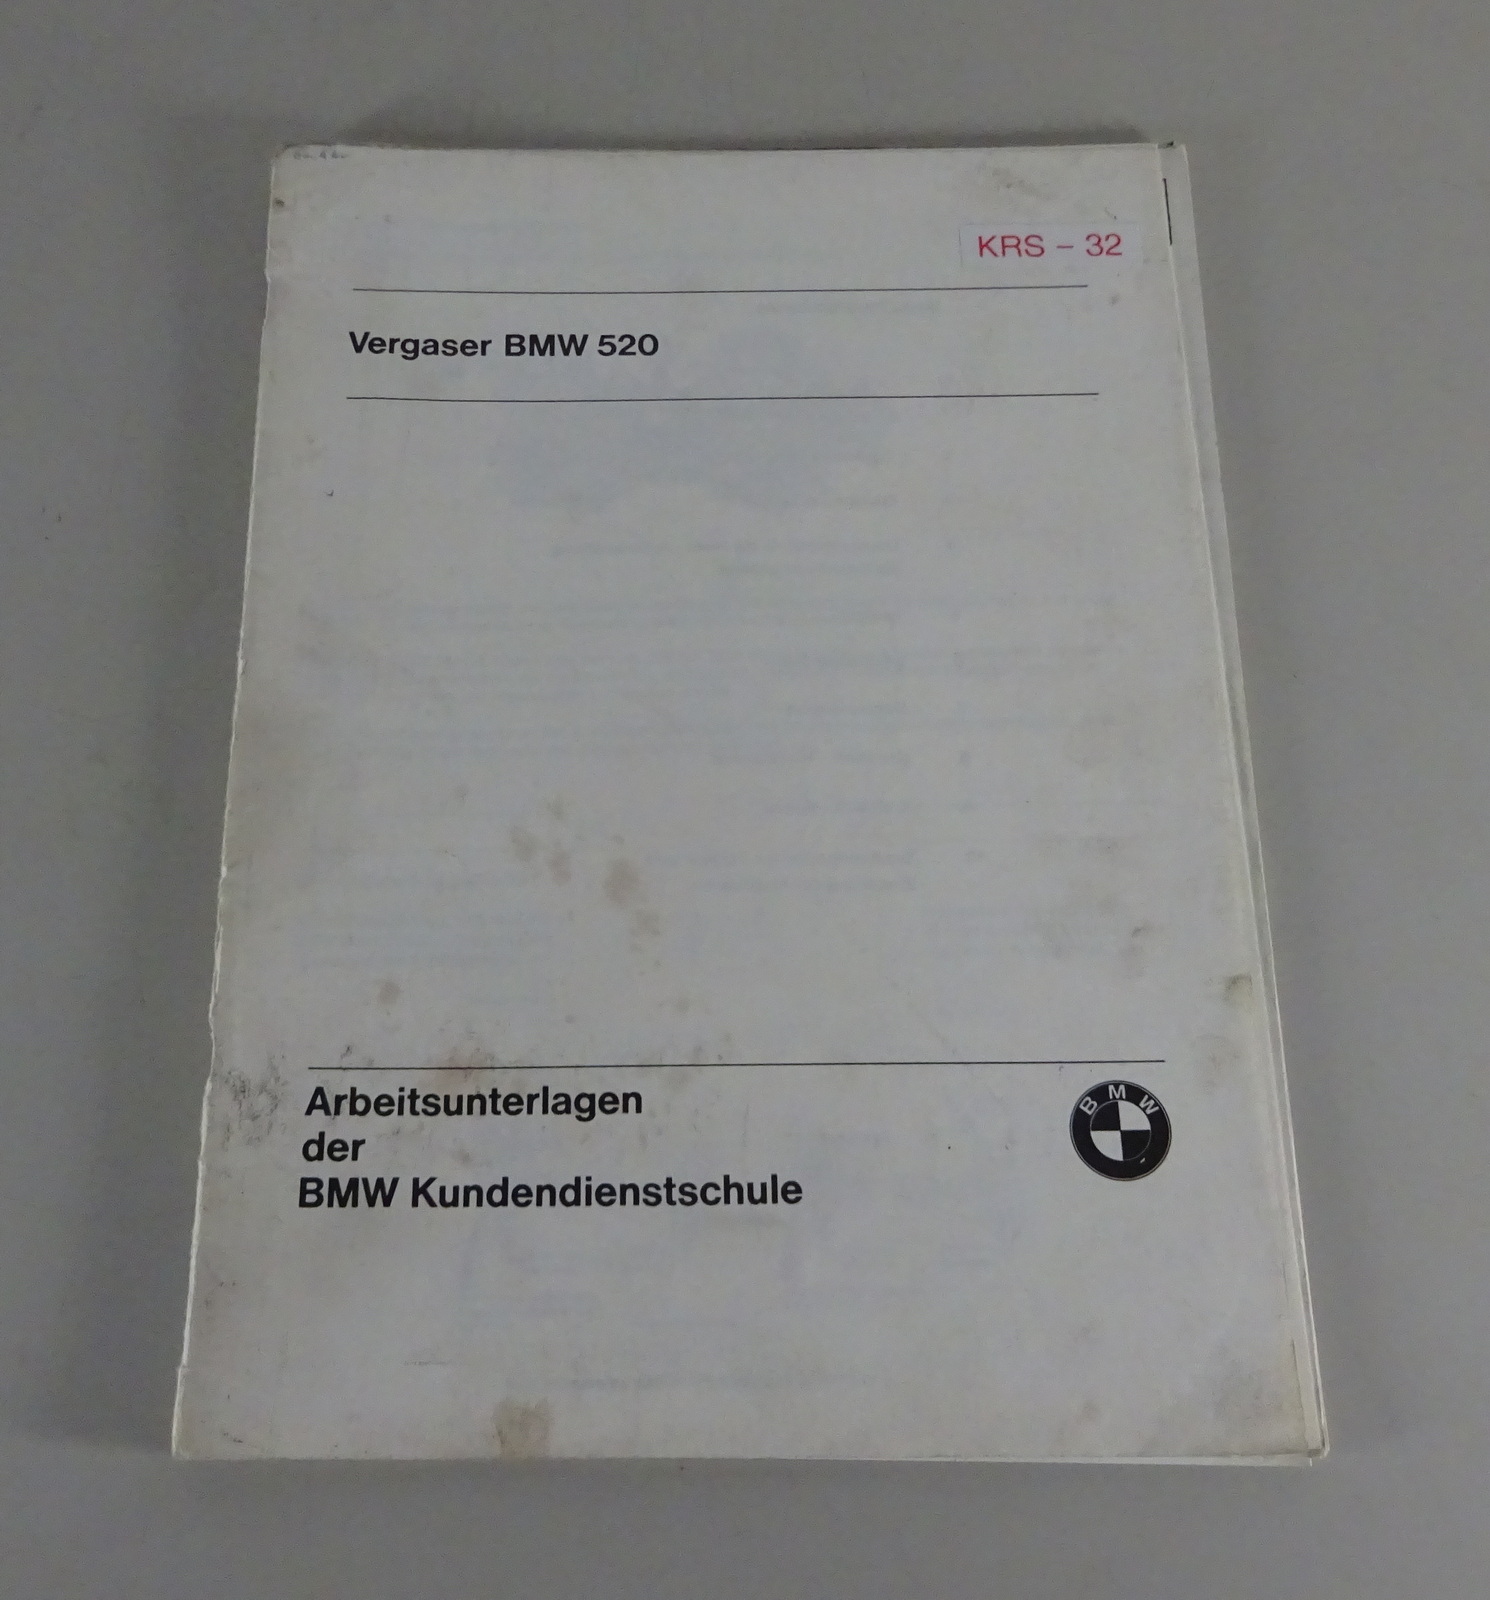 KRS – 32
Vergaser BMW 520
Arbeitsunterlagen
der
BMW Kundendienstschule
BMW